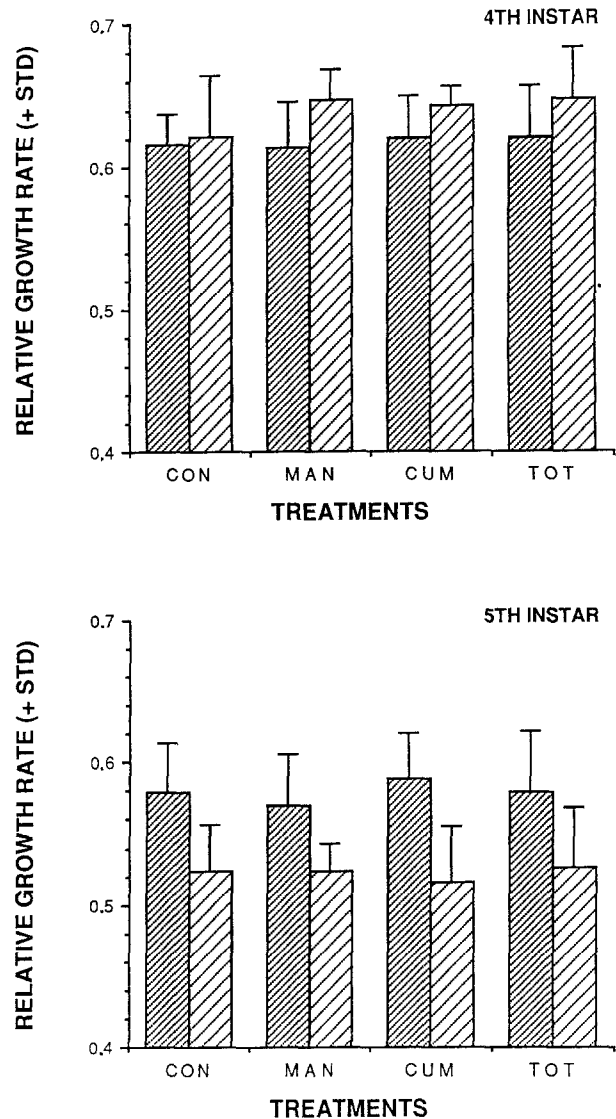 4TH INSTAR
RELATIVE GROWTH RATE (+ STD)
0.7
0.6
0.5
0.4
CON MAN CUM TOT
TREATMENTS
5TH INSTAR
RELATIVE GROWTH RATE (+ STD)
0.7
0.6
0.5
0.4
CON MAN CUM TOT
TREATMENTS